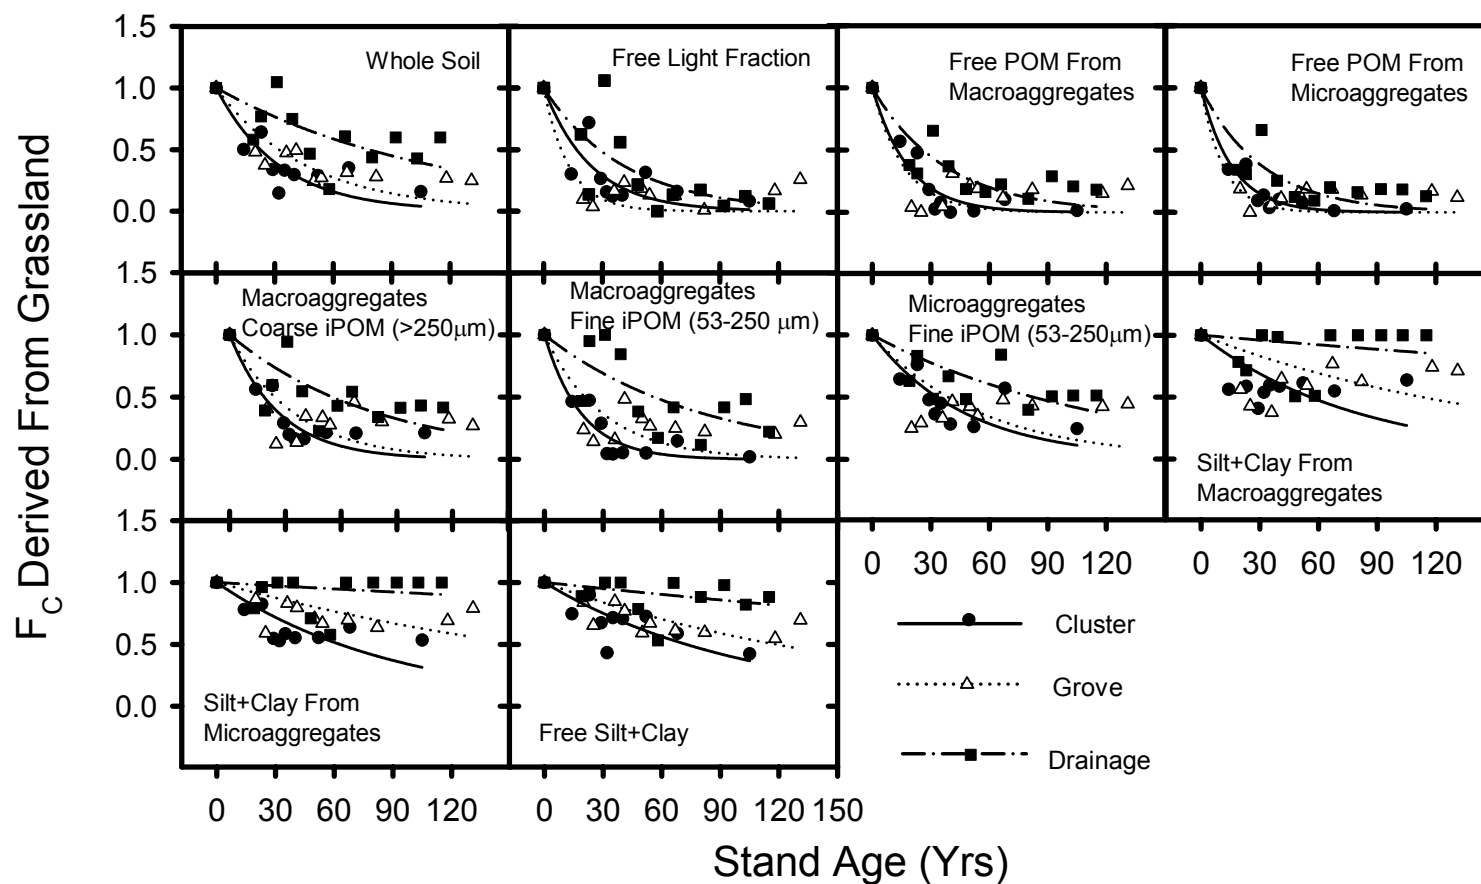 1.5
1.0
0.5
0.0
Whole Soil
Free Light Fraction
Free POM From
Macroaggregates
Free POM From
Microaggregates
1.5
1.0
0.5
0.0
Macroaggregates
Coarse iPOM (>250μm)
Macroaggregates
Fine iPOM (53-250 μm)
Microaggregates
Fine iPOM (53-250μm)
Silt+Clay From
Macroaggregates
1.5
1.0
0.5
0.0
Silt+Clay From
Microaggregates
Free Silt+Clay
0 30 60 90 120
0 30 60 90 120
Cluster
Grove
Drainage
0 30 60 90 120
0 30 60 90 120 150
Stand Age (Yrs)
FC Derived From Grassland